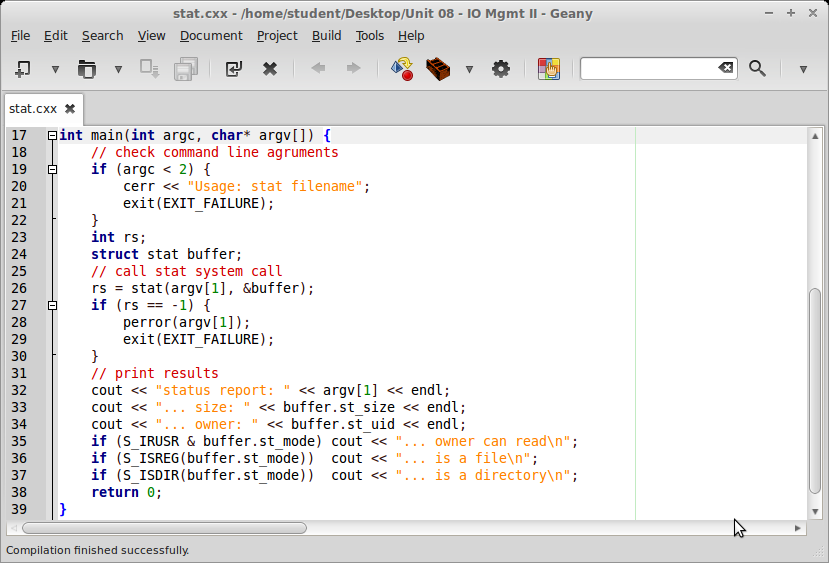 stat.cxx - /home/student/Desktop/Unit 08 - IO Mgmt II - Geany
File Edit Search View Document Project Build Tools Help
stat.cxx
17 int main(int argc, char* argv[]) {
18     // check command line agruments
19     if (argc < 2) {
20         cerr << "Usage: stat filename";
21         exit(EXIT_FAILURE);
22     }
23     int rs;
24     struct stat buffer;
25     // call stat system call
26     rs = stat(argv[1], &buffer);
27     if (rs == -1) {
28         perror(argv[1]);
29         exit(EXIT_FAILURE);
30     }
31     // print results
32     cout << "status report: " << argv[1] << endl;
33     cout << "... size: " << buffer.st_size << endl;
34     cout << "... owner: " << buffer.st_uid << endl;
35     if (S_IRUSR & buffer.st_mode) cout << "... owner can read\n";
36     if (S_ISREG(buffer.st_mode))  cout << "... is a file\n";
37     if (S_ISDIR(buffer.st_mode))  cout << "... is a directory\n";
38     return 0;
39 }
Compilation finished successfully.